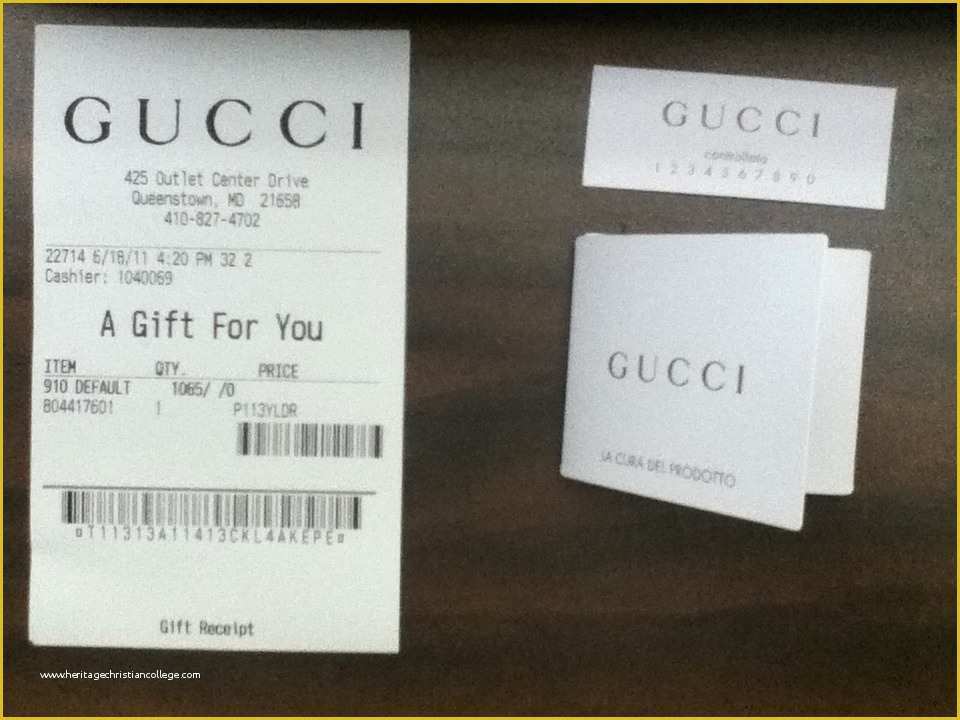 GUCCI
425 Outlet Center Drive
Queenstown, MD 21658
410-827-4702
22714 6/18/11 4:20 PM 32 2
Cashier: 1040069
A Gift For You
ITEM QTY. PRICE
910 DEFAULT 1065/ /0
804417601 1 P113YLDR
¤T11313A11413CKL4AKEPE¤
Gift Receipt
GUCCI
controllato
1 2 3 4 5 6 7 8 9 0
GUCCI
LA CURA DEL PRODOTTO
www.heritagechristiancollege.com